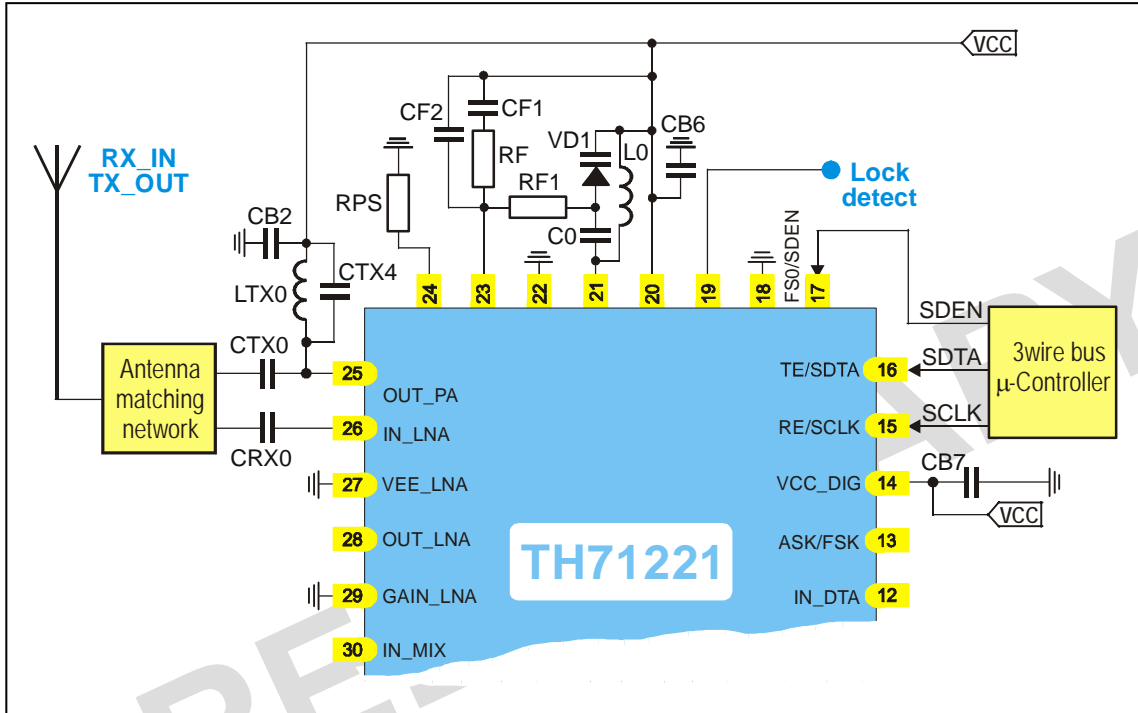 VCC
CF2
CF1
VD1
L0
CB6
RX_IN
TX_OUT
RF
Lock
detect
RPS
RF1
CB2
C0
CTX4
FS0/SDEN
LTX0
24
23
22
21
20
19
18
17
SDEN
CTX0
Antenna
matching
network
25
OUT_PA
TE/SDTA
16
SDTA
3wire bus
μ-Controller
26
IN_LNA
RE/SCLK
15
SCLK
CRX0
27
VEE_LNA
VCC_DIG
14
CB7
VCC
28
OUT_LNA
TH71221
ASK/FSK
13
29
GAIN_LNA
IN_DTA
12
30
IN_MIX